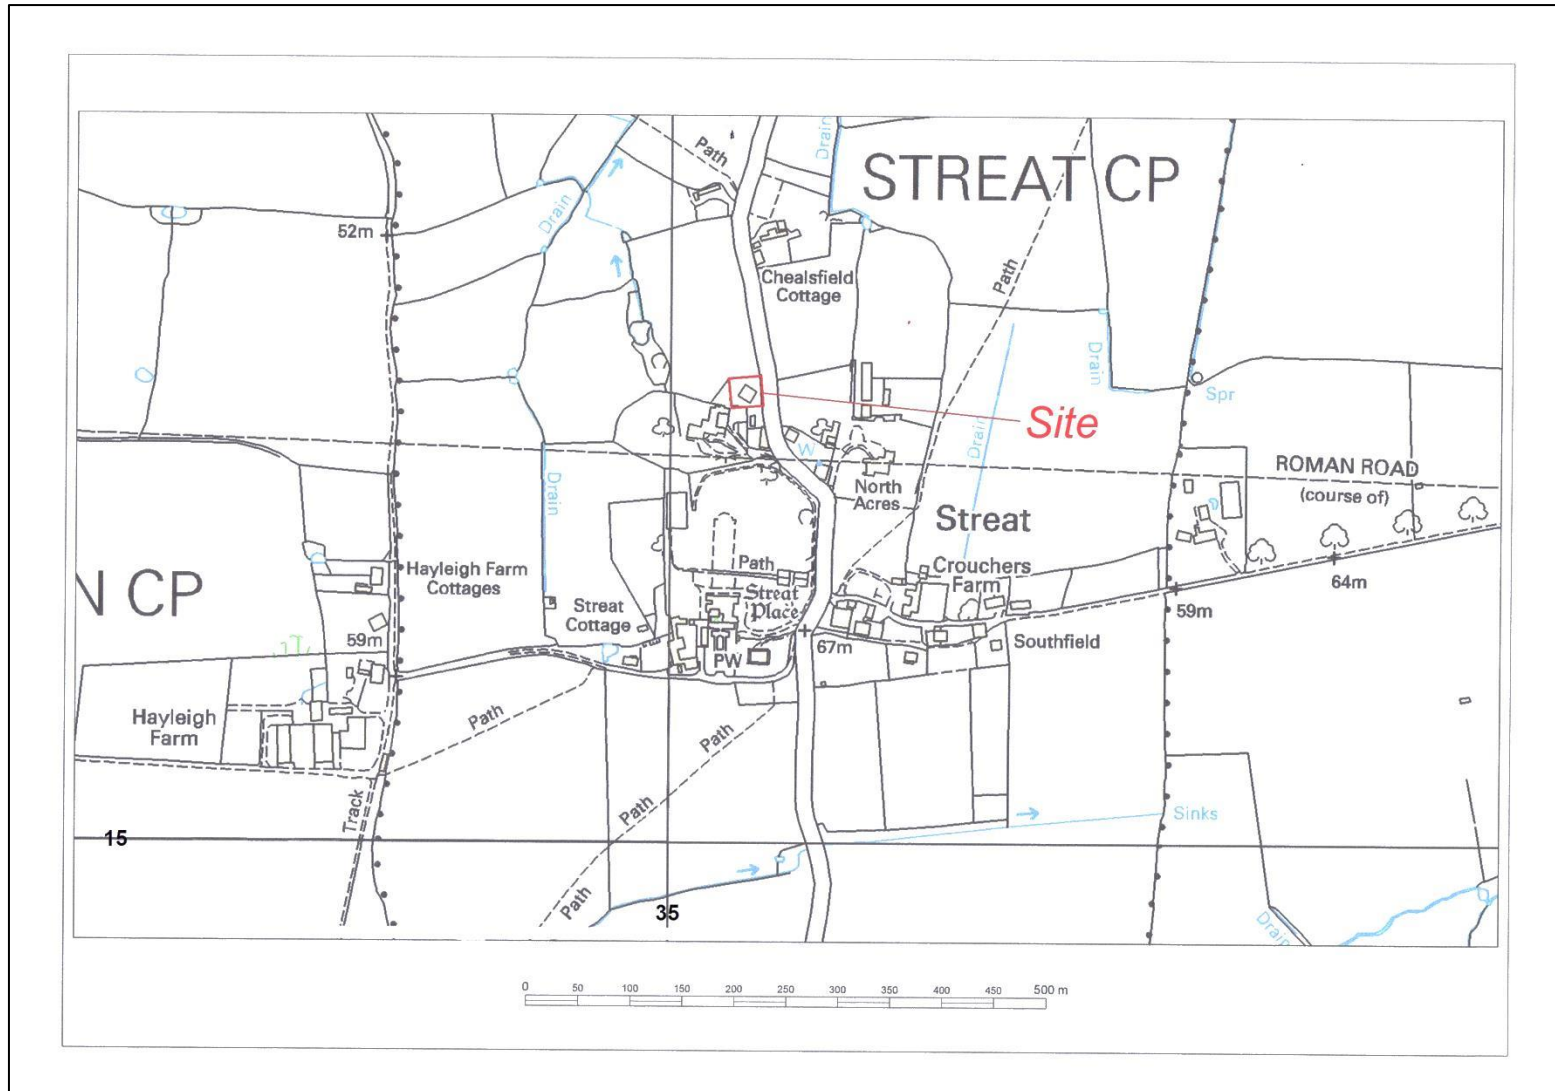 Path
Drain
STREAT CP
Drain
52m
Path
Chealsfield
Cottage
Drain
Spr
Site
Drain
W
ROMAN ROAD
(course of)
North
Acres
Drain
Streat
Path
Crouchers
Farm
Hayleigh Farm
Cottages
N CP
Streat
Place
64m
59m
Streat
Cottage
59m
67m
Southfield
PW
Hayleigh
Farm
Path
Path
Track
Path
Sinks
15
Path
35
Drain
0 50 100 150 200 250 300 350 400 450 500 m